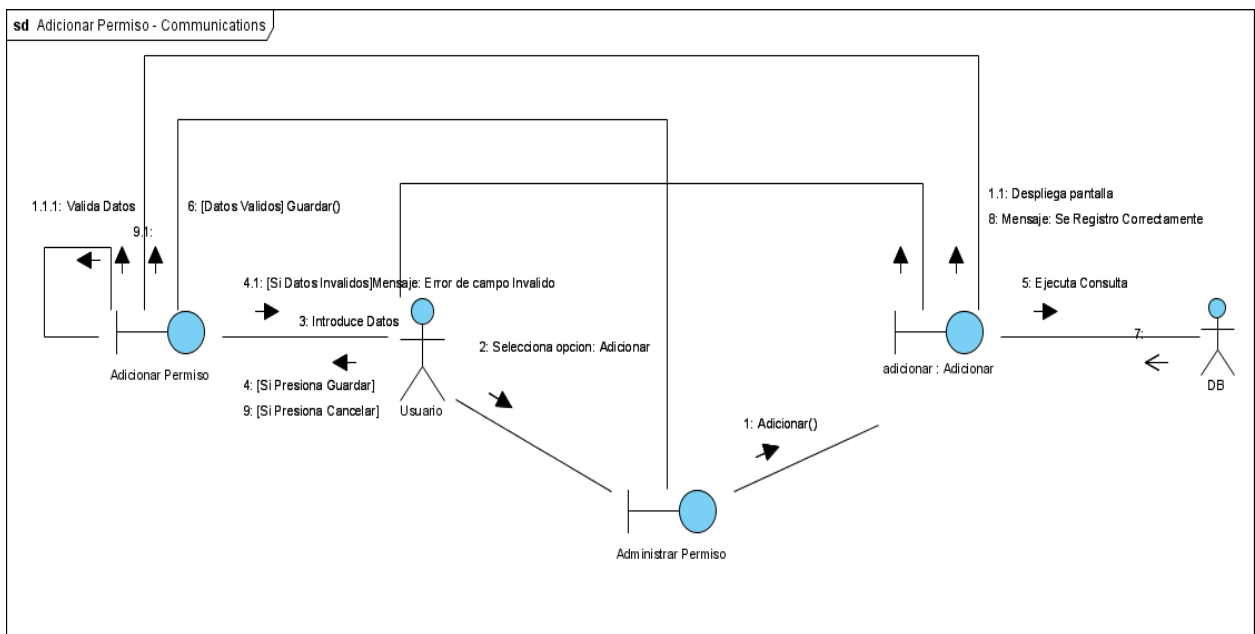 sd Adicionar Permiso - Communications
1.1.1: Valida Datos
6: [Datos Validos] Guardar()
9.1:
1.1: Despliega pantalla
8: Mensaje: Se Registro Correctamente
4.1: [Si Datos Invalidos]Mensaje: Error de campo Invalido
5: Ejecuta Consulta
3: Introduce Datos
7:
2: Selecciona opcion: Adicionar
Adicionar Permiso
adicionar : Adicionar
4: [Si Presiona Guardar]
DB
9: [Si Presiona Cancelar]
Usuario
1: Adicionar()
Administrar Permiso